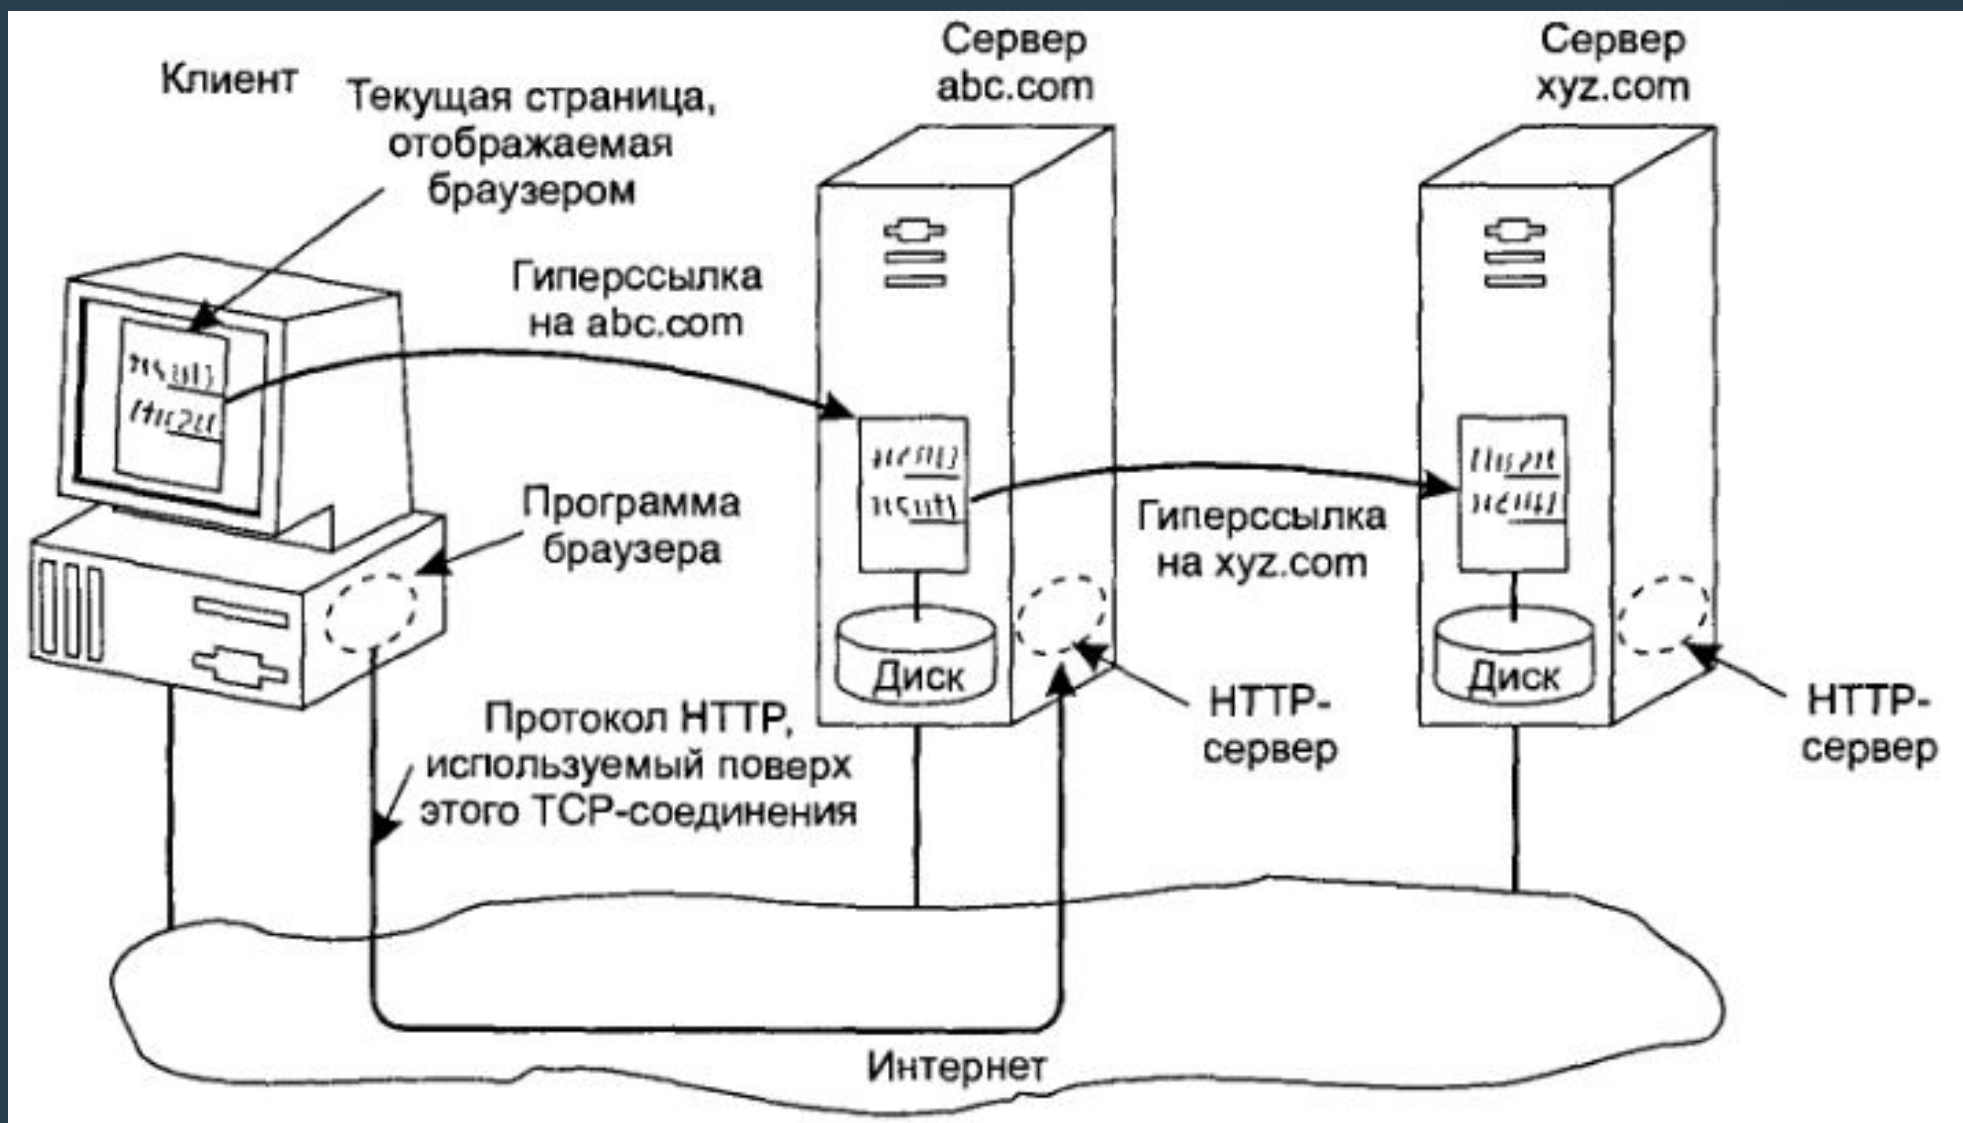 Клиент
Текущая страница,
отображаемая
браузером
Сервер
abc.com
Сервер
xyz.com
Гиперссылка
на abc.com
Программа
браузера
Гиперссылка
на xyz.com
Диск
Диск
HTTP-
сервер
HTTP-
сервер
Протокол HTTP,
используемый поверх
этого TCP-соединения
Интернет